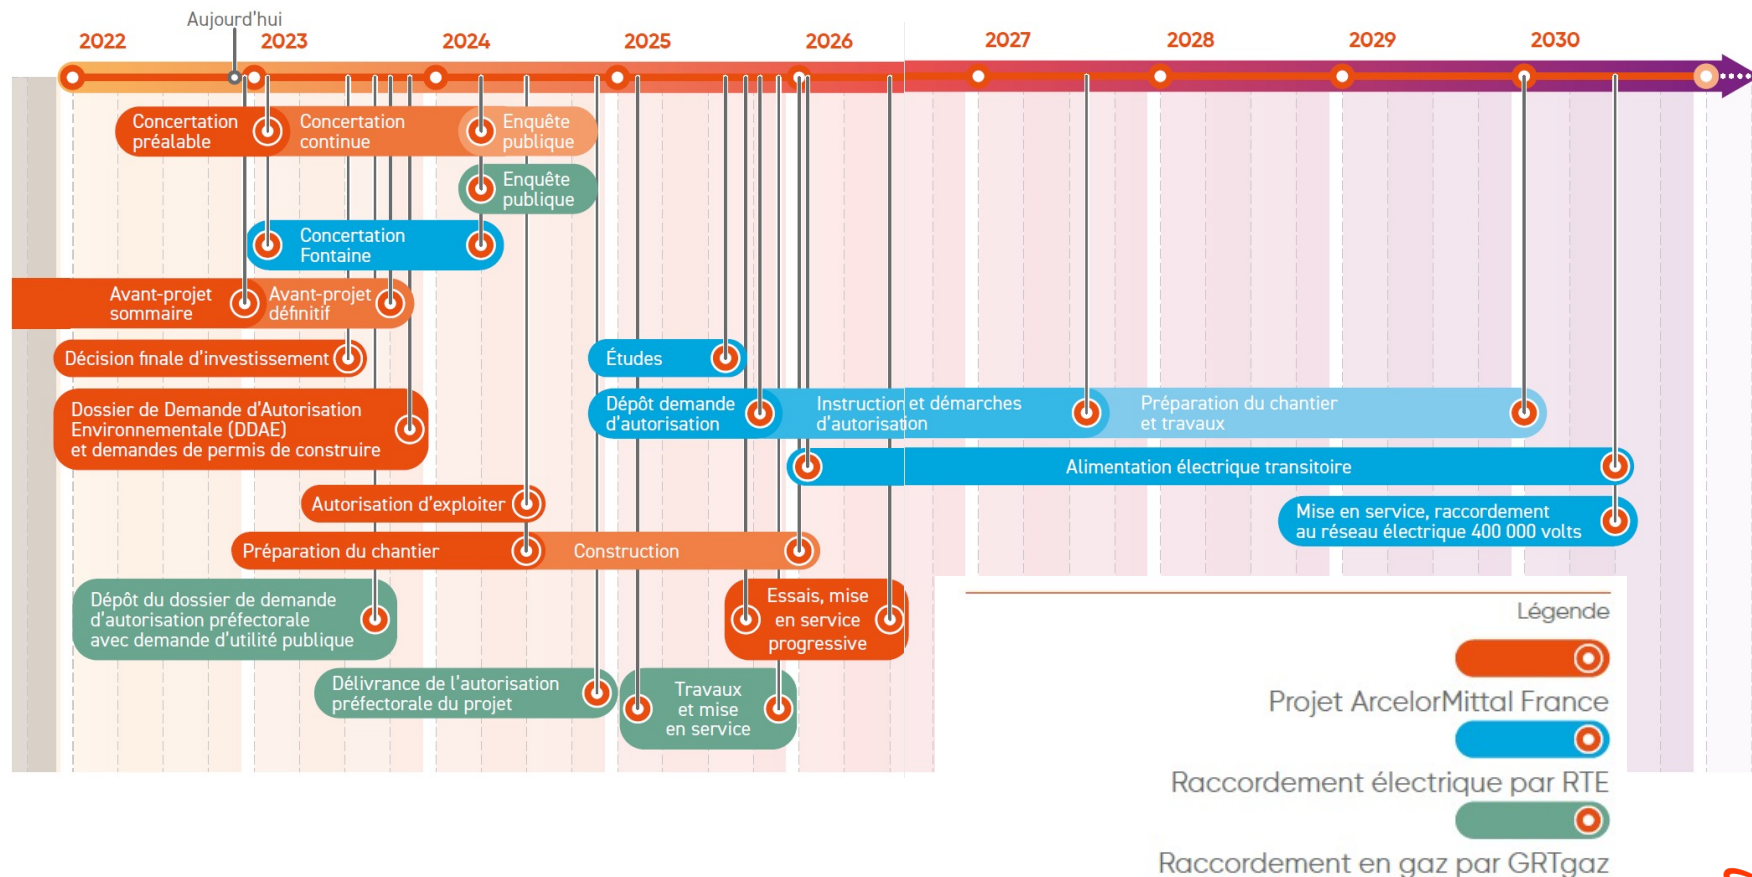 Aujourd'hui
2022 2023 2024 2025 2026 2027 2028 2029 2030
Concertation
préalable
Concertation
continue
Enquête
publique
Enquête
publique
Concertation
Fontaine
Avant-projet
sommaire
Avant-projet
définitif
Décision finale d'investissement
Études
Dossier de Demande d'Autorisation
Environnementale (DDAE)
et demandes de permis de construire
Dépôt demande
d'autorisation
Instruction et démarches
d'autorisation
Préparation du chantier
et travaux
Alimentation électrique transitoire
Autorisation d'exploiter
Mise en service, raccordement
au réseau électrique 400 000 volts
Préparation du chantier
Construction
Dépôt du dossier de demande
d'autorisation préfectorale
avec demande d'utilité publique
Essais, mise
en service
progressive
Délivrance de l'autorisation
préfectorale du projet
Travaux
et mise
en service
Légende
Projet ArcelorMittal France
Raccordement électrique par RTE
Raccordement en gaz par GRTgaz